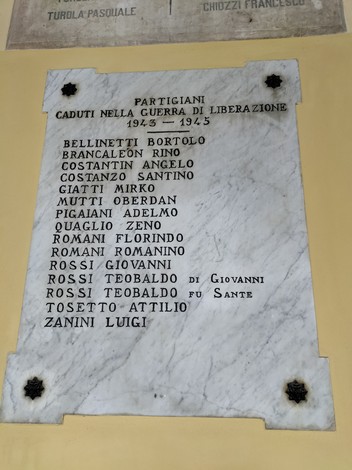 TUROLA PASQUALE
CHIOZZI FRANCESCO
PARTIGIANI
CADUTI NELLA GUERRA DI LIBERAZIONE
1943 — 1945
BELLINETTI BORTOLO
BRANCALEON RINO
COSTANTIN ANGELO
COSTANZO SANTINO
GIATTI MIRKO
MUTTI OBERDAN
PIGAIANI ADELMO
QUAGLIO ZENO
ROMANI FLORINDO
ROMANI ROMANINO
ROSSI GIOVANNI
ROSSI TEOBALDO DI GIOVANNI
ROSSI TEOBALDO FU SANTE
TOSETTO ATTILIO
ZANINI LUIGI